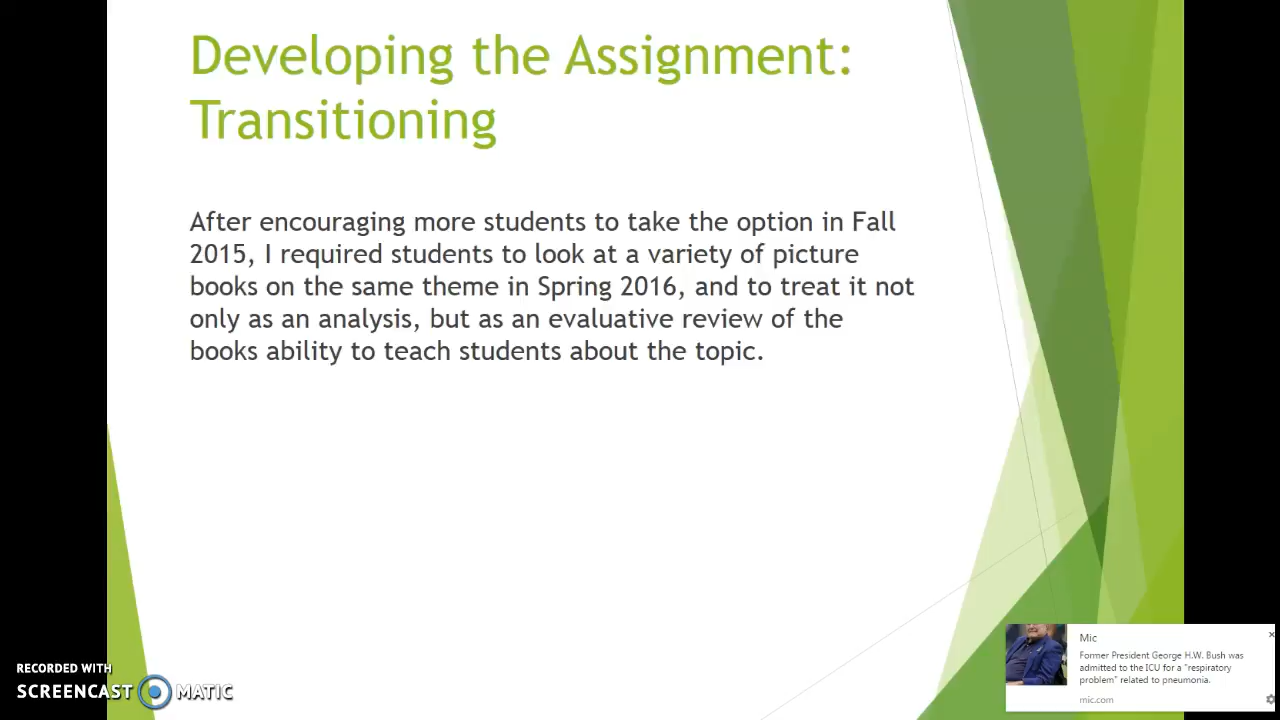 Developing the Assignment:
Transitioning
After encouraging more students to take the option in Fall
2015, I required students to look at a variety of picture
books on the same theme in Spring 2016, and to treat it not
only as an analysis, but as an evaluative review of the
books ability to teach students about the topic.
Mic
Former President George H.W. Bush was
admitted to the ICU for a "respiratory
problem" related to pneumonia.
mic.com
RECORDED WITH
SCREENCAST MATIC